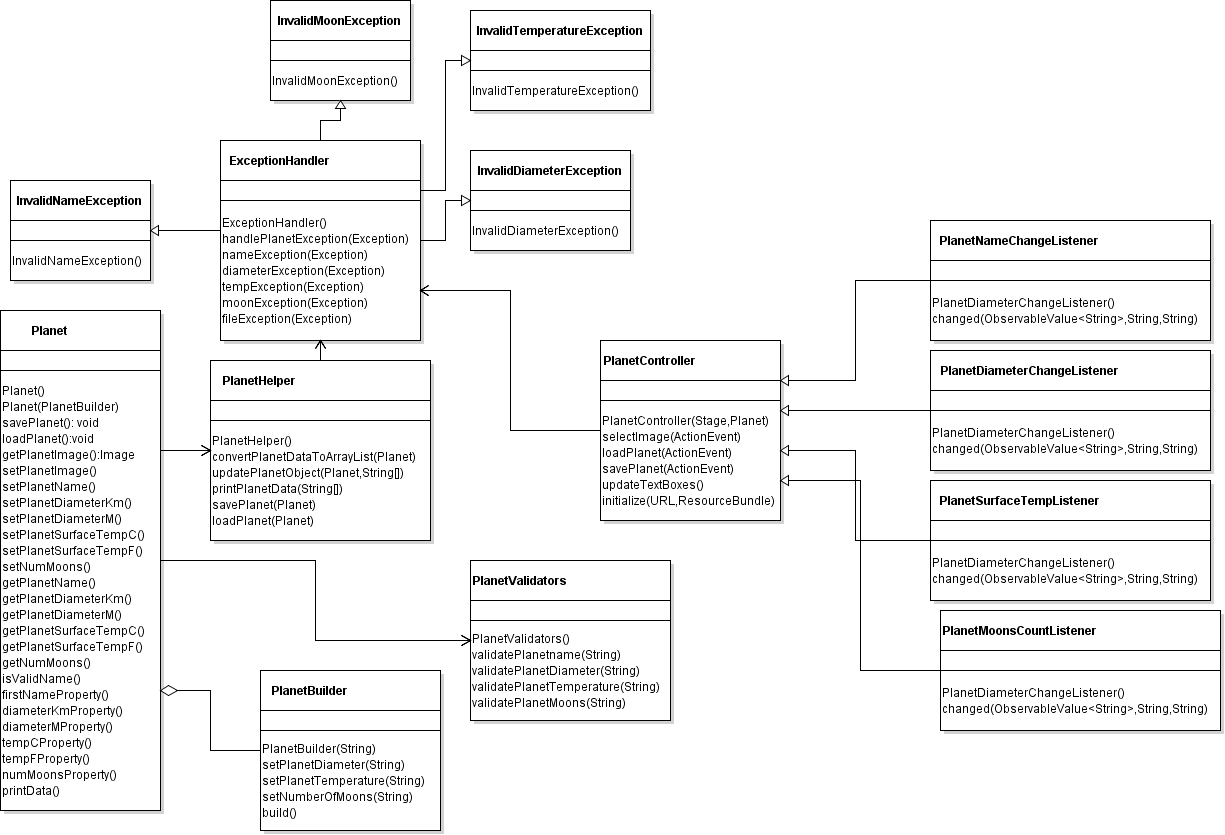 InvalidMoonException
InvalidMoonException()
InvalidTemperatureException
InvalidTemperatureException()
ExceptionHandler
ExceptionHandler()
handlePlanetException(Exception)
nameException(Exception)
diameterException(Exception)
tempException(Exception)
moonException(Exception)
fileException(Exception)
InvalidDiameterException
InvalidDiameterException()
InvalidNameException
InvalidNameException()
Planet
Planet()
Planet(PlanetBuilder)
savePlanet(): void
loadPlanet():void
getPlanetImage():Image
setPlanetImage()
setPlanetName()
setPlanetDiameterKm()
setPlanetDiameterM()
setPlanetSurfaceTempC()
setPlanetSurfaceTempF()
setNumMoons()
getPlanetName()
getPlanetDiameterKm()
getPlanetDiameterM()
getPlanetSurfaceTempC()
getPlanetSurfaceTempF()
getNumMoons()
isValidName()
firstNameProperty()
diameterKmProperty()
diameterMProperty()
tempCProperty()
tempFProperty()
numMoonsProperty()
printData()
PlanetHelper
PlanetHelper()
convertPlanetDataToArrayList(Planet)
updatePlanetObject(Planet,String[])
printPlanetData(String[])
savePlanet(Planet)
loadPlanet(Planet)
PlanetValidators
PlanetValidators()
validatePlanetname(String)
validatePlanetDiameter(String)
validatePlanetTemperature(String)
validatePlanetMoons(String)
PlanetBuilder
PlanetBuilder(String)
setPlanetDiameter(String)
setPlanetTemperature(String)
setNumberOfMoons(String)
build()
PlanetController
PlanetController(Stage,Planet)
selectImage(ActionEvent)
loadPlanet(ActionEvent)
savePlanet(ActionEvent)
updateTextBoxes()
initialize(URL,ResourceBundle)
PlanetNameChangeListener
PlanetDiameterChangeListener()
changed(ObservableValue<String>,String,String)
PlanetDiameterChangeListener
PlanetDiameterChangeListener()
changed(ObservableValue<String>,String,String)
PlanetSurfaceTempListener
PlanetDiameterChangeListener()
changed(ObservableValue<String>,String,String)
PlanetMoonsCountListener
PlanetDiameterChangeListener()
changed(ObservableValue<String>,String,String)